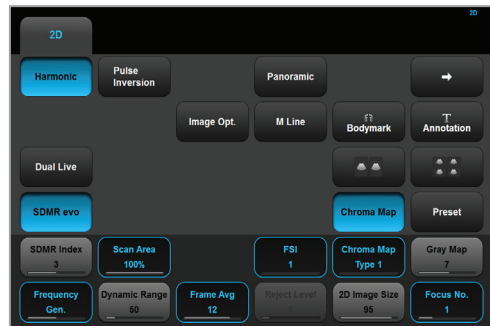 2D
2D
Harmonic
Pulse
Inversion
Panoramic
Image Opt.
M Line
Bodymark
T
Annotation
Dual Live
SDMR evo
Chroma Map
Preset
SDMR Index
3
Scan Area
100%
FSI
1
Chroma Map
Type 1
Gray Map
7
Frequency
Gen.
Dynamic Range
50
Frame Avg
12
Reject Level
2D Image Size
95
Focus No.
1